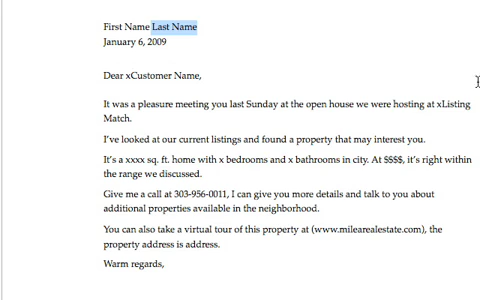 First Name Last Name
January 6, 2009
Dear xCustomer Name,
It was a pleasure meeting you last Sunday at the open house we were hosting at xListing
Match.
I've looked at our current listings and found a property that may interest you.
It's a xxxx sq. ft. home with x bedrooms and x bathrooms in city. At $$$$, it's right within
the range we discussed.
Give me a call at 303-956-0011, I can give you more details and talk to you about
additional properties available in the neighborhood.
You can also take a virtual tour of this property at (www.milearealestate.com), the
property address is address.
Warm regards,